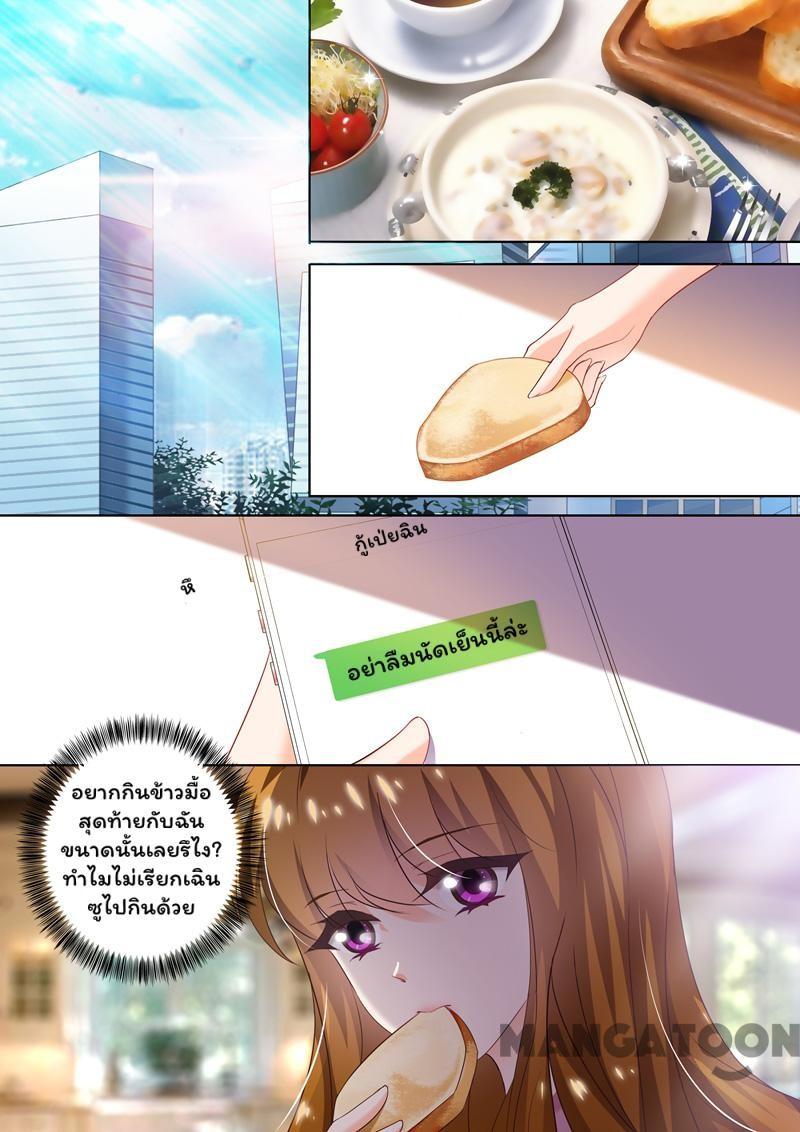 กู้เป่ยฉิน
หึ
อย่าลืมนัดเย็นนี้ล่ะ
อยากกินข้าวมื้อ
สุดท้ายกับฉัน
ขนาดนั้นเลยรึไง?
ทำไมไม่เรียกเฉิน
ซูไปกินด้วย
MANGATOON